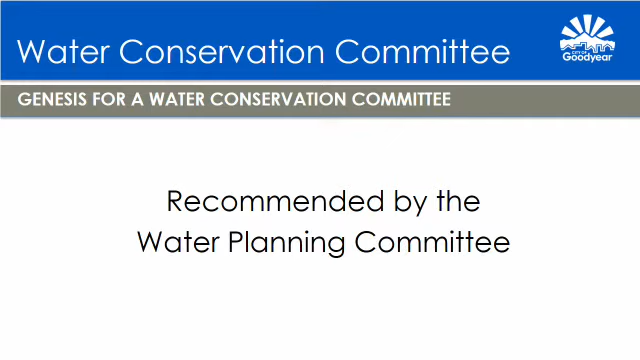 Water Conservation Committee
CITY OF
Goodyear
GENESIS FOR A WATER CONSERVATION COMMITTEE
Recommended by the
Water Planning Committee